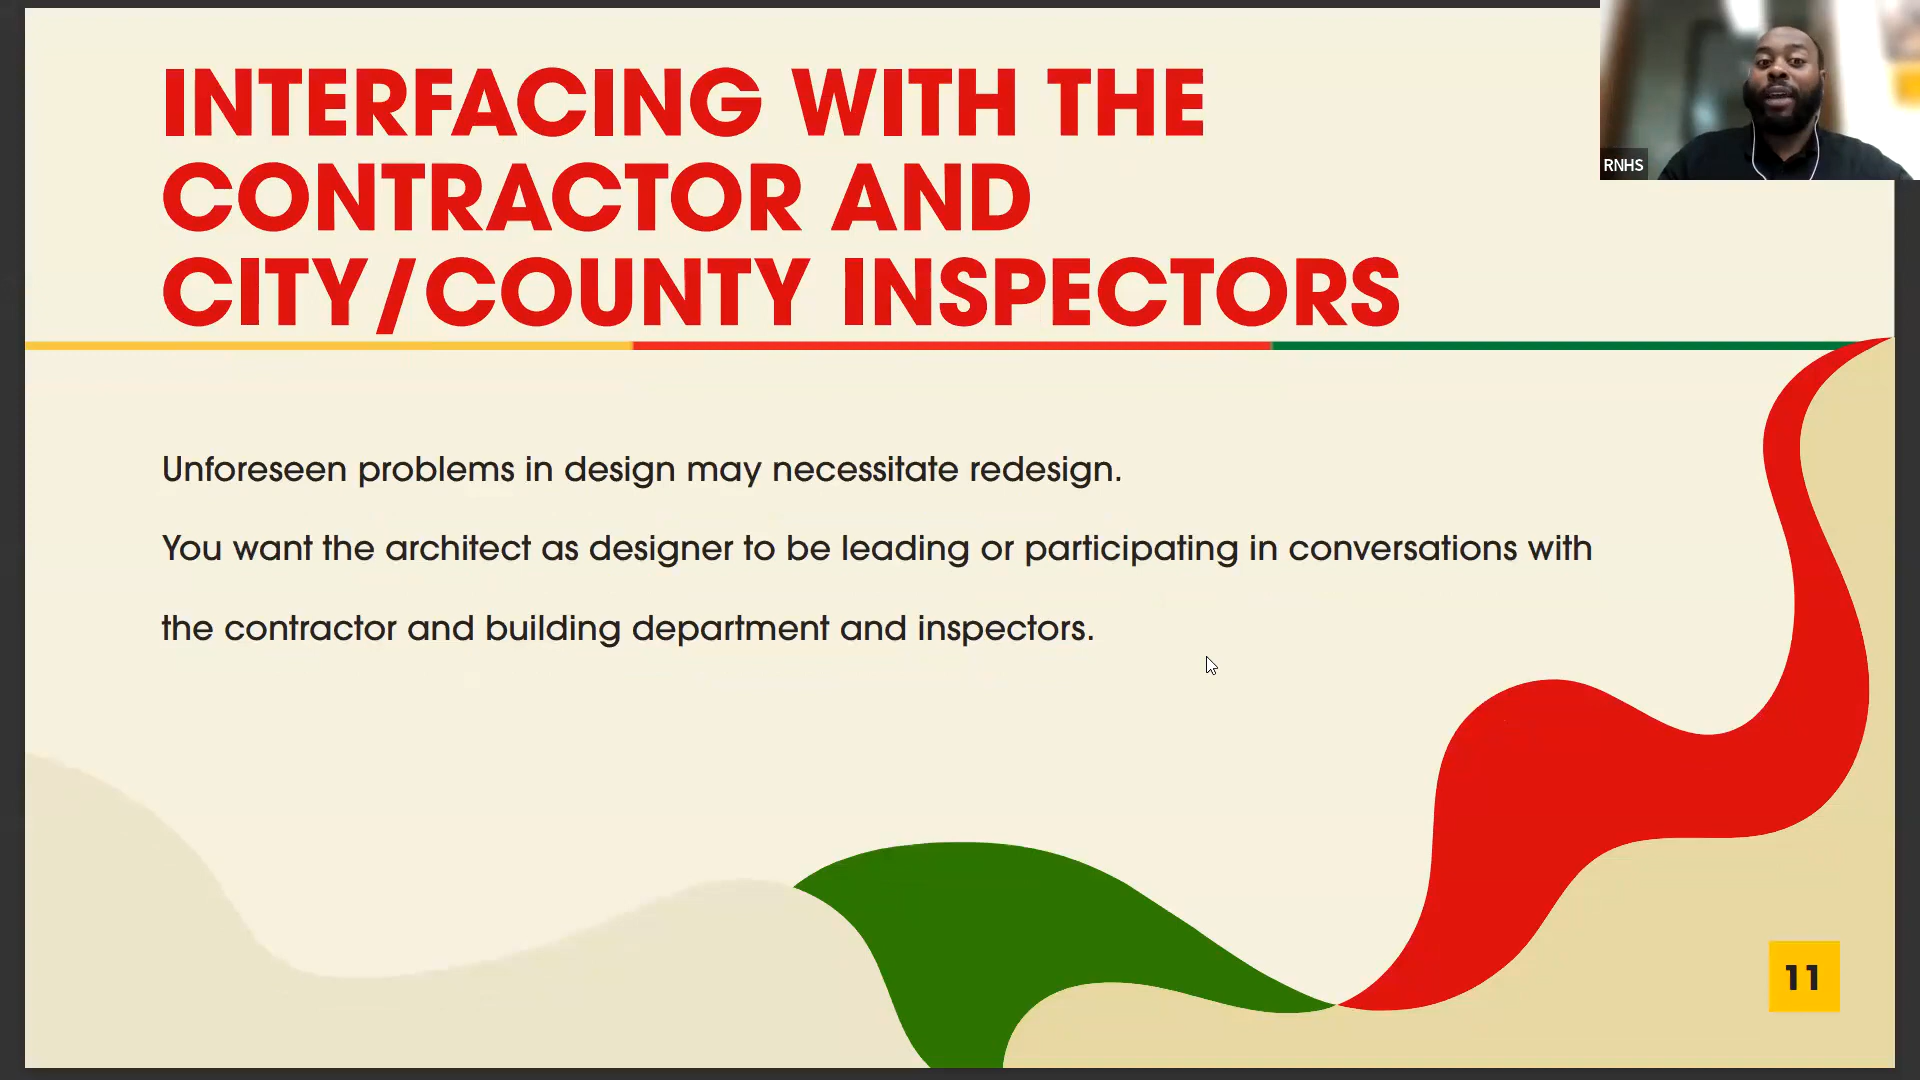 INTERFACING WITH THE
CONTRACTOR AND
CITY/COUNTY INSPECTORS
RNHS
Unforeseen problems in design may necessitate redesign.
You want the architect as designer to be leading or participating in conversations with
the contractor and building department and inspectors.
11